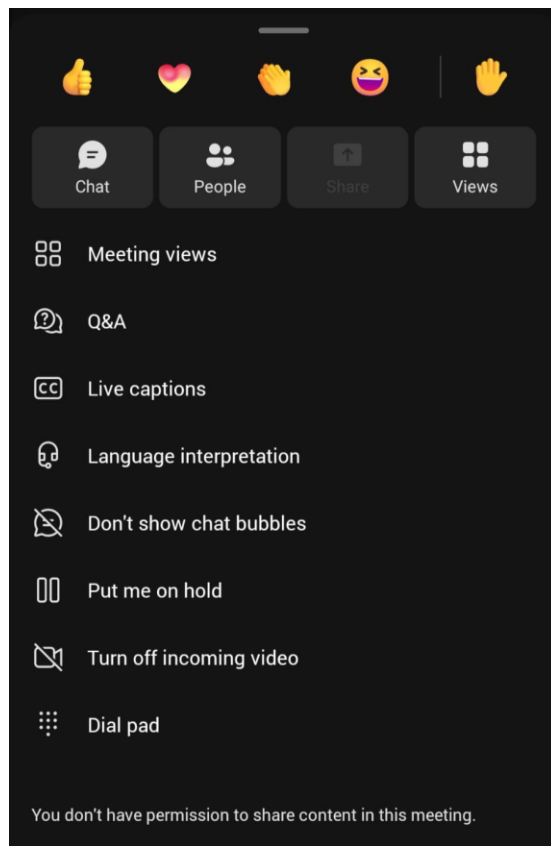 Chat
People
Share
Views
Meeting views
Q&A
CC Live captions
Language interpretation
Don't show chat bubbles
Put me on hold
Turn off incoming video
Dial pad
You don't have permission to share content in this meeting.